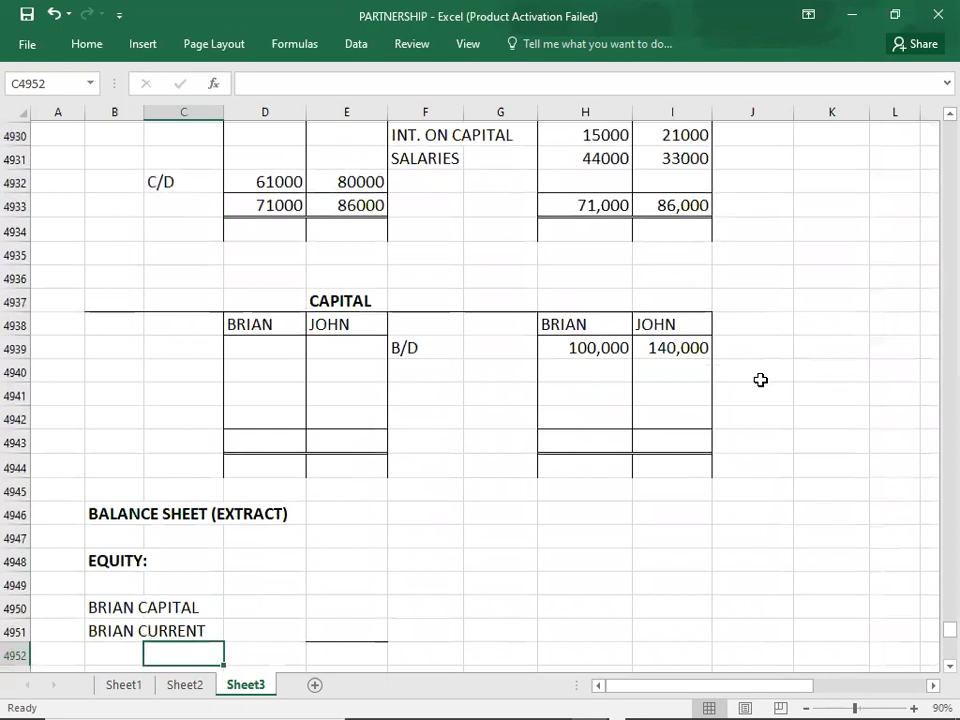 PARTNERSHIP - Excel (Product Activation Failed)
File Home Insert Page Layout Formulas Data Review View Tell me what you want to do... Share
C4952 fx
A B C D E F G H I J K L
4930 INT. ON CAPITAL 15000 21000
4931 SALARIES 44000 33000
4932 C/D 61000 80000
4933 71000 86000 71,000 86,000
4934
4935
4936
4937 CAPITAL
4938 BRIAN JOHN BRIAN JOHN
4939 B/D 100,000 140,000
4940
4941
4942
4943
4944
4945
4946 BALANCE SHEET (EXTRACT)
4947
4948 EQUITY:
4949
4950 BRIAN CAPITAL
4951 BRIAN CURRENT
4952
Sheet1 Sheet2 Sheet3
Ready 90%